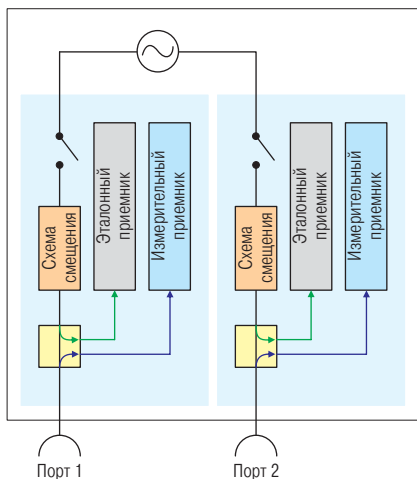 Схема
смещения
Эталонный
приемник
Измерительный
приемник
Схема
смещения
Эталонный
приемник
Измерительный
приемник
Порт 1
Порт 2